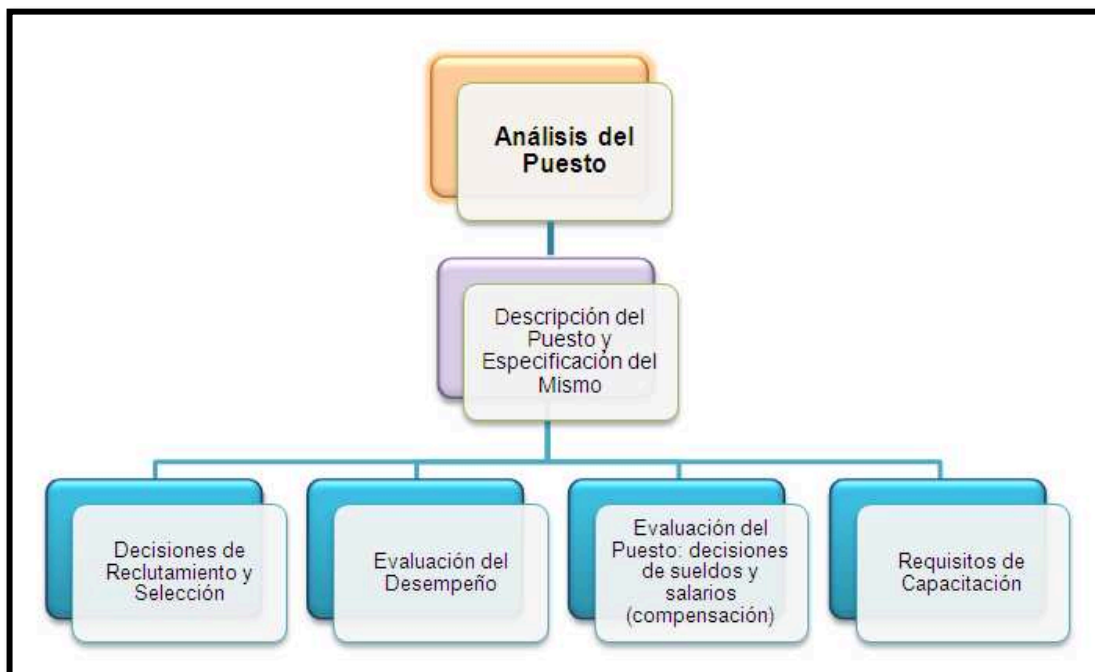 Análisis del
Puesto
Descripción del
Puesto y
Especificación del
Mismo
Decisiones de
Reclutamiento y
Selección
Evaluación del
Desempeño
Evaluación del
Puesto: decisiones
de sueldos y
salarios
(compensación)
Requisitos de
Capacitación